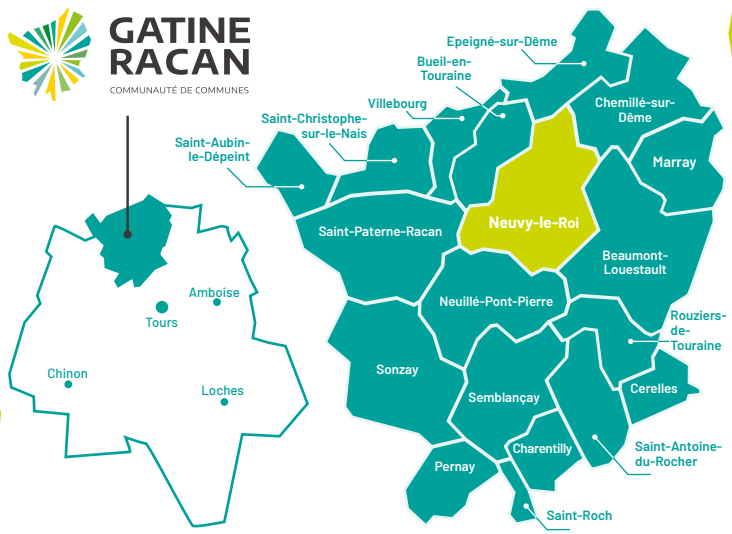 GATINE
RACAN
COMMUNAUTÉ DE COMMUNES
Epeigné-sur-Dême
Bueil-en-
Touraine
Villebourg
Saint-Christophe-
sur-le-Nais
Saint-Aubin-
le-Dépeint
Chemillé-sur-
Dême
Marray
Neuvy-le-Roi
Saint-Paterne-Racan
Beaumont-
Louestault
Neuillé-Pont-Pierre
Rouziers-
de-
Touraine
Sonzay
Semblançay
Cerelles
Charentilly
Saint-Antoine-
du-Rocher
Pernay
Saint-Roch
Amboise
Tours
Chinon
Loches